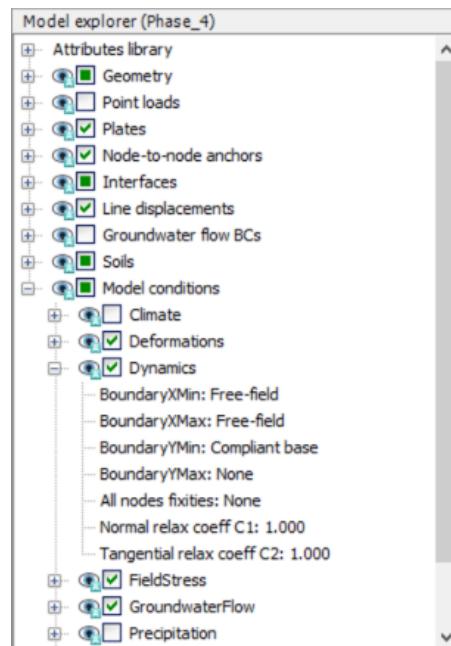 Model explorer (Phase_4)
Attributes library
Geometry
Point loads
Plates
Node-to-node anchors
Interfaces
Line displacements
Groundwater flow BCs
Soils
Model conditions
Climate
Deformations
Dynamics
BoundaryXMin: Free-field
BoundaryXMax: Free-field
BoundaryYMin: Compliant base
BoundaryYMax: None
All nodes fixities: None
Normal relax coeff C1: 1.000
Tangential relax coeff C2: 1.000
FieldStress
GroundwaterFlow
Precipitation